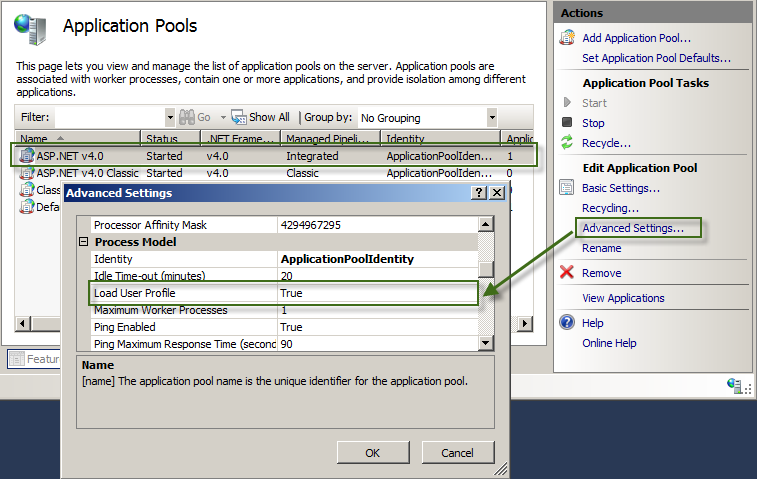 Application Pools
This page lets you view and manage the list of application pools on the server. Application pools are
associated with worker processes, contain one or more applications, and provide isolation among different
applications.
Filter: Go Show All Group by: No Grouping
Name Status .NET Frame... Managed Pipeli... Identity Applic
ASP.NET v4.0 Started v4.0 Integrated ApplicationPoolIden... 1
ASP.NET v4.0 Classic Started v4.0 Classic ApplicationPoolIden... 0
Class
Defa
Feature
Advanced Settings
Processor Affinity Mask 4294967295
Process Model
Identity ApplicationPoolIdentity
Idle Time-out (minutes) 20
Load User Profile True
Maximum Worker Processes 1
Ping Enabled True
Ping Maximum Response Time (second 90
Name
[name] The application pool name is the unique identifier for the application pool.
OK Cancel
Actions
Add Application Pool...
Set Application Pool Defaults...
Application Pool Tasks
Start
Stop
Recycle...
Edit Application Pool
Basic Settings...
Recycling...
Advanced Settings...
Rename
Remove
View Applications
Help
Online Help